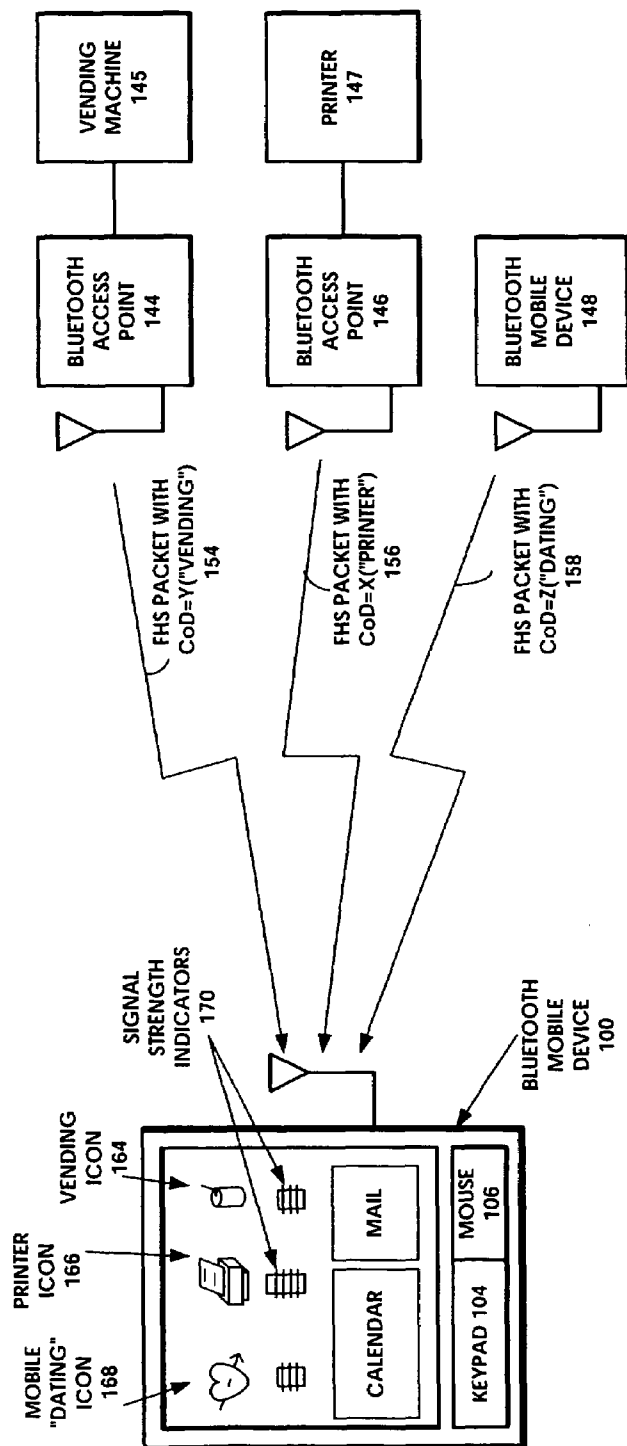 MOBILE
"DATING"
ICON
168
PRINTER
ICON
166
VENDING
ICON
164
SIGNAL
STRENGTH
INDICATORS
170
CALENDAR
MAIL
KEYPAD 104
MOUSE
106
BLUETOOTH
MOBILE
DEVICE
100
FHS PACKET WITH
CoD=Y("VENDING")
154
FHS PACKET WITH
CoD=X("PRINTER")
156
FHS PACKET WITH
CoD=Z("DATING")
158
BLUETOOTH
ACCESS
POINT
144
VENDING
MACHINE
145
BLUETOOTH
ACCESS
POINT
146
PRINTER
147
BLUETOOTH
MOBILE
DEVICE
148